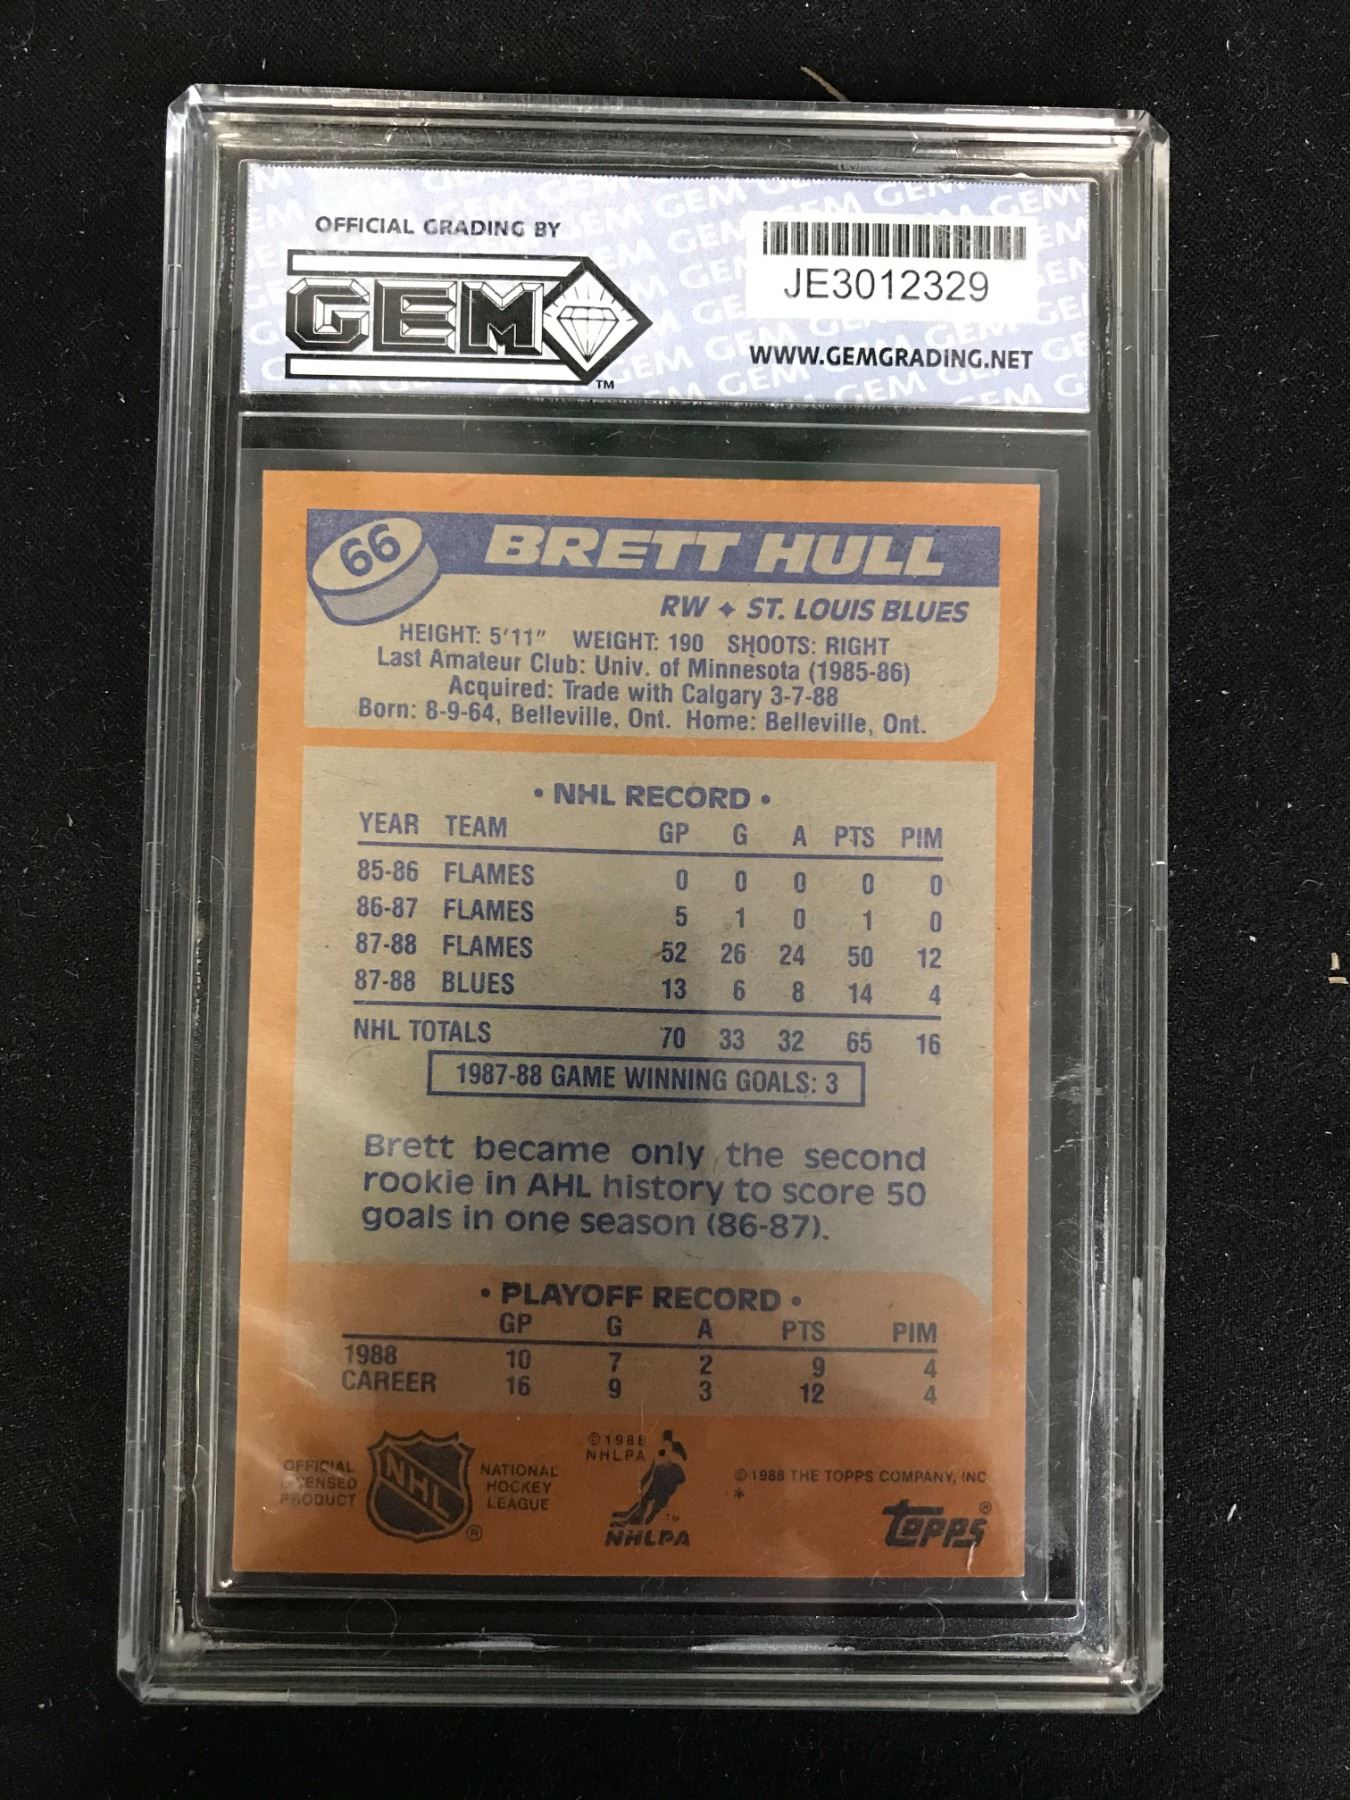 OFFICIAL GRADING BY
GEM
TM
JE3012329
WWW.GEMGRADING.NET
66
BRETT HULL
RW ✦ ST. LOUIS BLUES
HEIGHT: 5'11" WEIGHT: 190 SHOOTS: RIGHT
Last Amateur Club: Univ. of Minnesota (1985-86)
Acquired: Trade with Calgary 3-7-88
Born: 8-9-64, Belleville, Ont. Home: Belleville, Ont.
• NHL RECORD •
YEAR TEAM GP G A PTS PIM
85-86 FLAMES 0 0 0 0 0
86-87 FLAMES 5 1 0 1 0
87-88 FLAMES 52 26 24 50 12
87-88 BLUES 13 6 8 14 4
NHL TOTALS 70 33 32 65 16
1987-88 GAME WINNING GOALS: 3
Brett became only the second
rookie in AHL history to score 50
goals in one season (86-87).
• PLAYOFF RECORD •
GP G A PTS PIM
1988 10 7 2 9 4
CAREER 16 9 3 12 4
OFFICIAL
LICENSED
PRODUCT
NHL
®
NATIONAL
HOCKEY
LEAGUE
© 1988
NHLPA
TM
NHLPA
© 1988 THE TOPPS COMPANY, INC
*
topps®